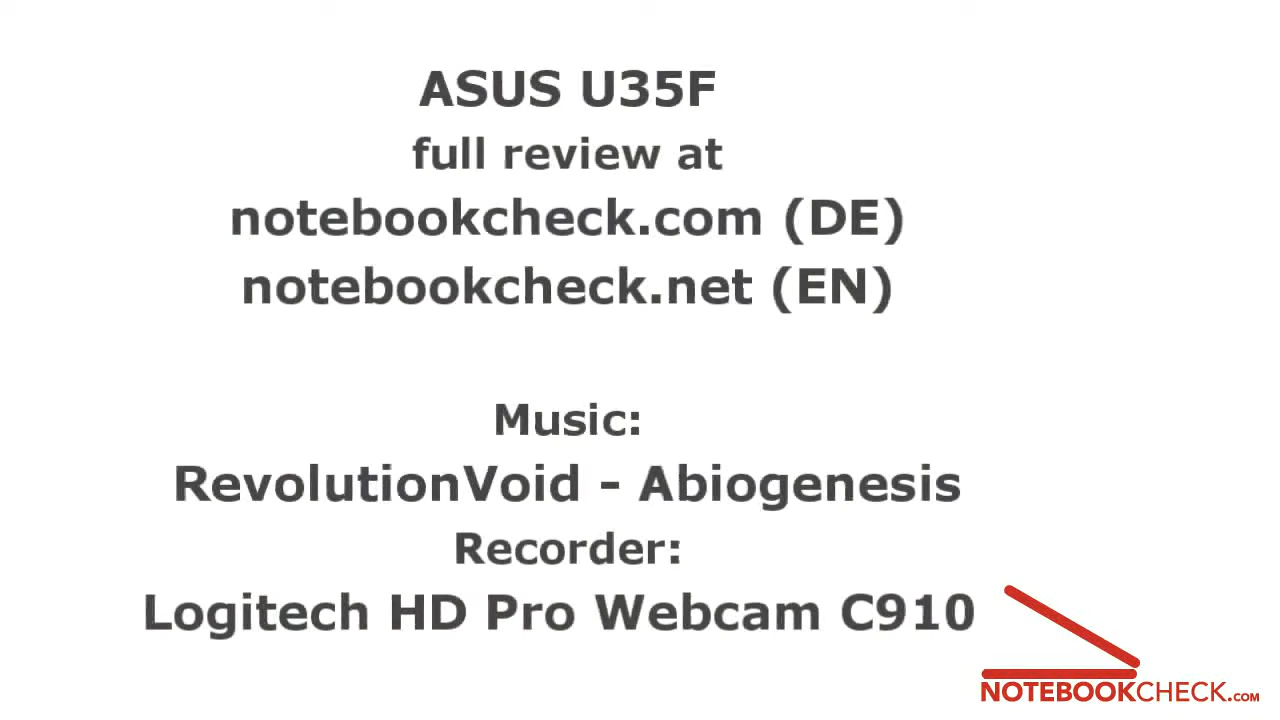 ASUS U35F
full review at
notebookcheck.com (DE)
notebookcheck.net (EN)
Music:
RevolutionVoid - Abiogenesis
Recorder:
Logitech HD Pro Webcam C910
NOTEBOOKCHECK.COM